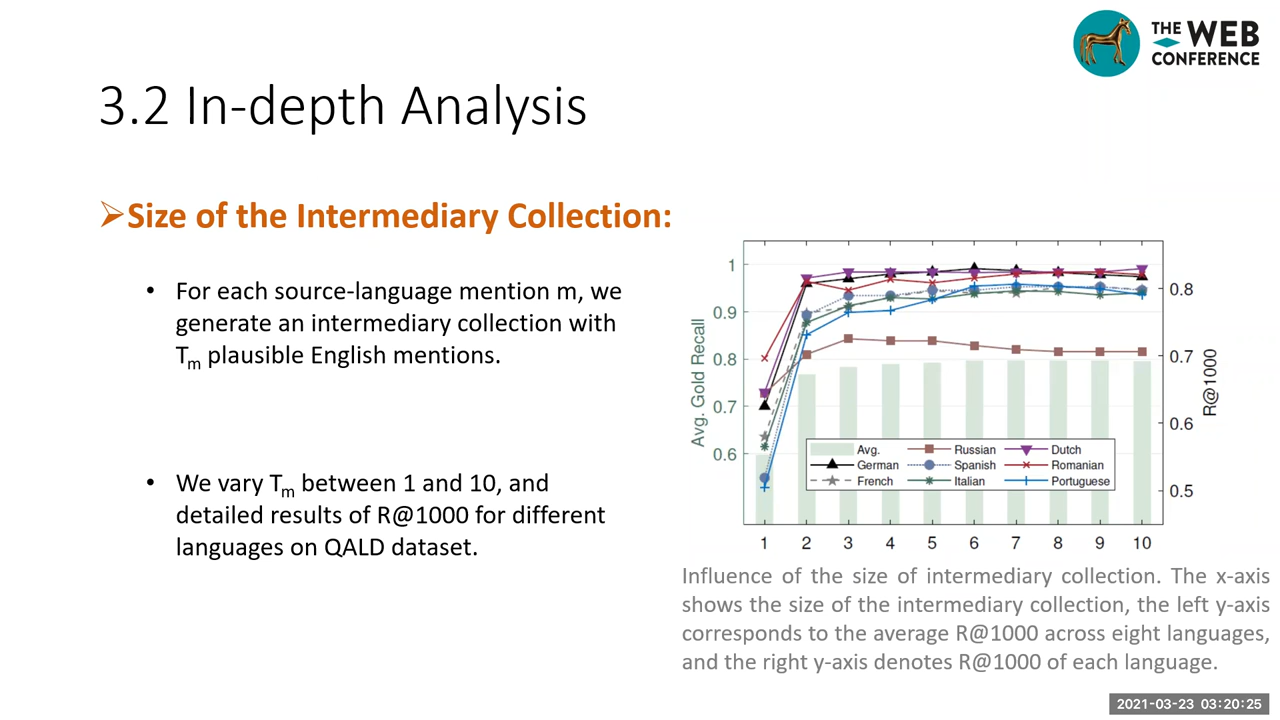 THE WEB
CONFERENCE
3.2 In-depth Analysis
➢Size of the Intermediary Collection:
• For each source-language mention m, we
generate an intermediary collection with
Tm plausible English mentions.
• We vary Tm between 1 and 10, and
detailed results of R@1000 for different
languages on QALD dataset.
Avg. Gold Recall
1
0.9
0.8
0.7
0.6
0.8
0.7
0.6
0.5
R@1000
Avg. Russian Dutch
German Spanish Romanian
French Italian Portuguese
1 2 3 4 5 6 7 8 9 10
Influence of the size of intermediary collection. The x-axis
shows the size of the intermediary collection, the left y-axis
corresponds to the average R@1000 across eight languages,
and the right y-axis denotes R@1000 of each language.
2021-03-23 03:20:25